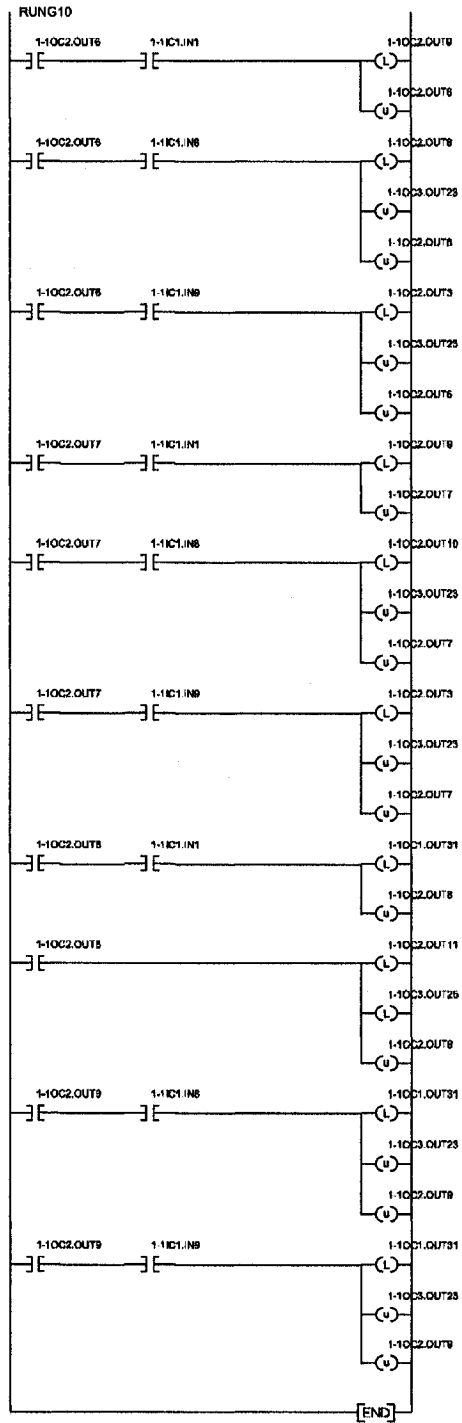 RUNG10
1-1OC2.OUT6 1-1IC1.IN1 1-1OC2.OUT9
(L)
1-1OC2.OUT6
(U)
1-1OC2.OUT6 1-1IC1.IN8 1-1OC2.OUT8
(L)
1-1OC3.OUT23
(U)
1-1OC2.OUT6
(U)
1-1OC2.OUT6 1-1IC1.IN9 1-1OC2.OUT3
(L)
1-1OC3.OUT25
(U)
1-1OC2.OUT6
(U)
1-1OC2.OUT7 1-1IC1.IN1 1-1OC2.OUT9
(L)
1-1OC2.OUT7
(U)
1-1OC2.OUT7 1-1IC1.IN8 1-1OC2.OUT10
(L)
1-1OC3.OUT23
(U)
1-1OC2.OUT7
(U)
1-1OC2.OUT7 1-1IC1.IN9 1-1OC2.OUT3
(L)
1-1OC3.OUT23
(U)
1-1OC2.OUT7
(U)
1-1OC2.OUT8 1-1IC1.IN1 1-1OC1.OUT31
(L)
1-1OC2.OUT8
(U)
1-1OC2.OUT8 1-1OC2.OUT11
(L)
1-1OC3.OUT25
(L)
1-1OC2.OUT8
(U)
1-1OC2.OUT9 1-1IC1.IN8 1-1OC1.OUT31
(L)
1-1OC3.OUT23
(U)
1-1OC2.OUT9
(U)
1-1OC2.OUT9 1-1IC1.IN9 1-1OC1.OUT31
(L)
1-1OC3.OUT23
(U)
1-1OC2.OUT9
(U)
[END]